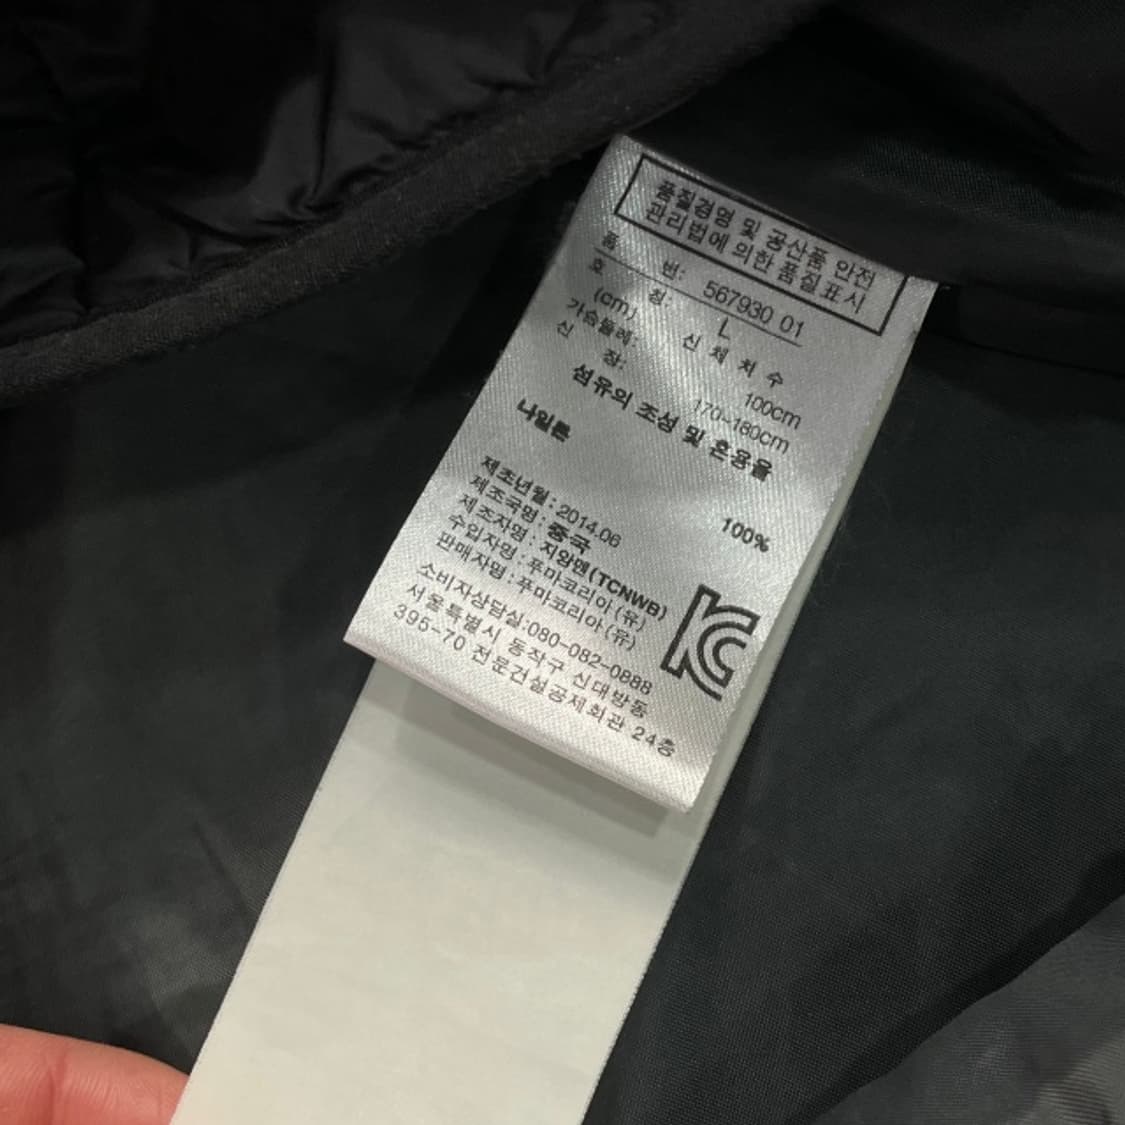 품질경영 및 공산품 안전
관리법에 의한 품질표시
품 번: 567930 01
호 칭: L
(cm) 신 체 치 수
가슴둘레: 100cm
신 장: 170~180cm
섬유의 조성 및 혼용율
나일론 100%
제조년월: 2014.06
제조국명: 중국
제조자명: 지앙멘(TCNWB)
수입자명: 푸마코리아(유)
판매자명: 푸마코리아(유)
소비자상담실:080-082-0888
서울특별시 동작구 신대방동
395-70 전문건설공제회관 24층